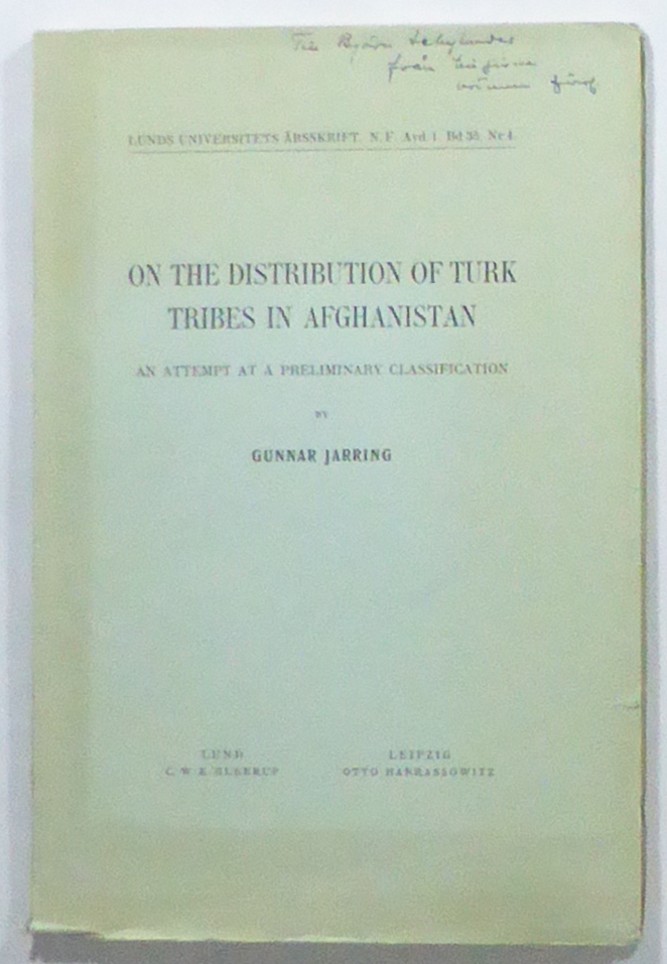 från
LUNDS UNIVERSITETS ÅRSSKRIFT. N. F. Avd. 1. Bd 35. Nr 4.
ON THE DISTRIBUTION OF TURK
TRIBES IN AFGHANISTAN
AN ATTEMPT AT A PRELIMINARY CLASSIFICATION
BY
GUNNAR JARRING
LUND
C. W. K. GLEERUP
LEIPZIG
OTTO HARRASSOWITZ